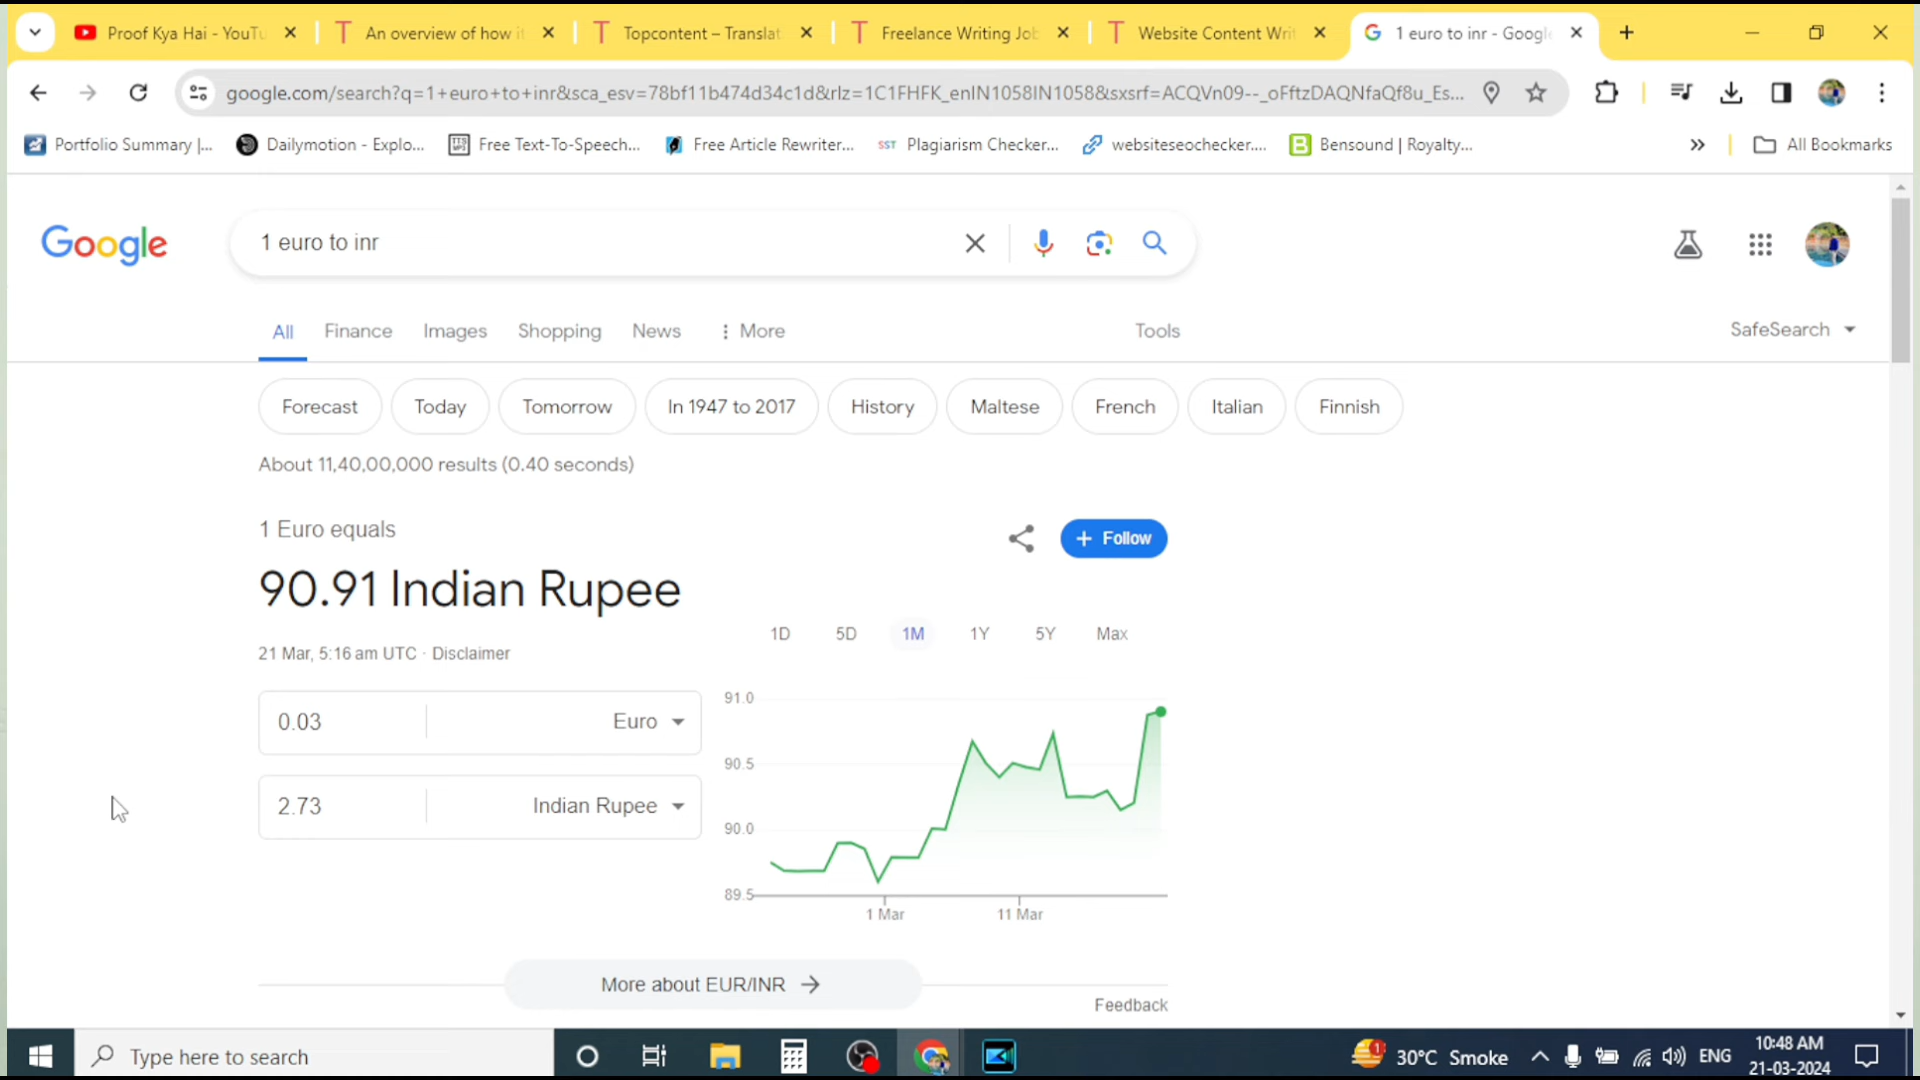 Proof Kya Hai - YouTu
An overview of how it
Topcontent – Translat
Freelance Writing Job
Website Content Writ
1 euro to inr - Google
google.com/search?q=1+euro+to+inr&sca_esv=78bf11b474d34c1d&rlz=1C1FHFK_enIN1058IN1058&sxsrf=ACQVn09--_oFftzDAQNfaQf8u_Es...
Portfolio Summary |...
Dailymotion - Explo...
Free Text-To-Speech...
Free Article Rewriter...
SST
Plagiarism Checker...
websiteseochecker....
Bensound | Royalty...
All Bookmarks
Google
1 euro to inr
All
Finance
Images
Shopping
News
More
Tools
SafeSearch
Forecast
Today
Tomorrow
In 1947 to 2017
History
Maltese
French
Italian
Finnish
About 11,40,00,000 results (0.40 seconds)
1 Euro equals
+ Follow
90.91 Indian Rupee
1D
5D
1M
1Y
5Y
Max
21 Mar, 5:16 am UTC · Disclaimer
0.03
Euro
2.73
Indian Rupee
91.0
90.5
90.0
89.5
1 Mar
11 Mar
More about EUR/INR
Feedback
Type here to search
1
30°C Smoke
ENG
10:48 AM
21-03-2024